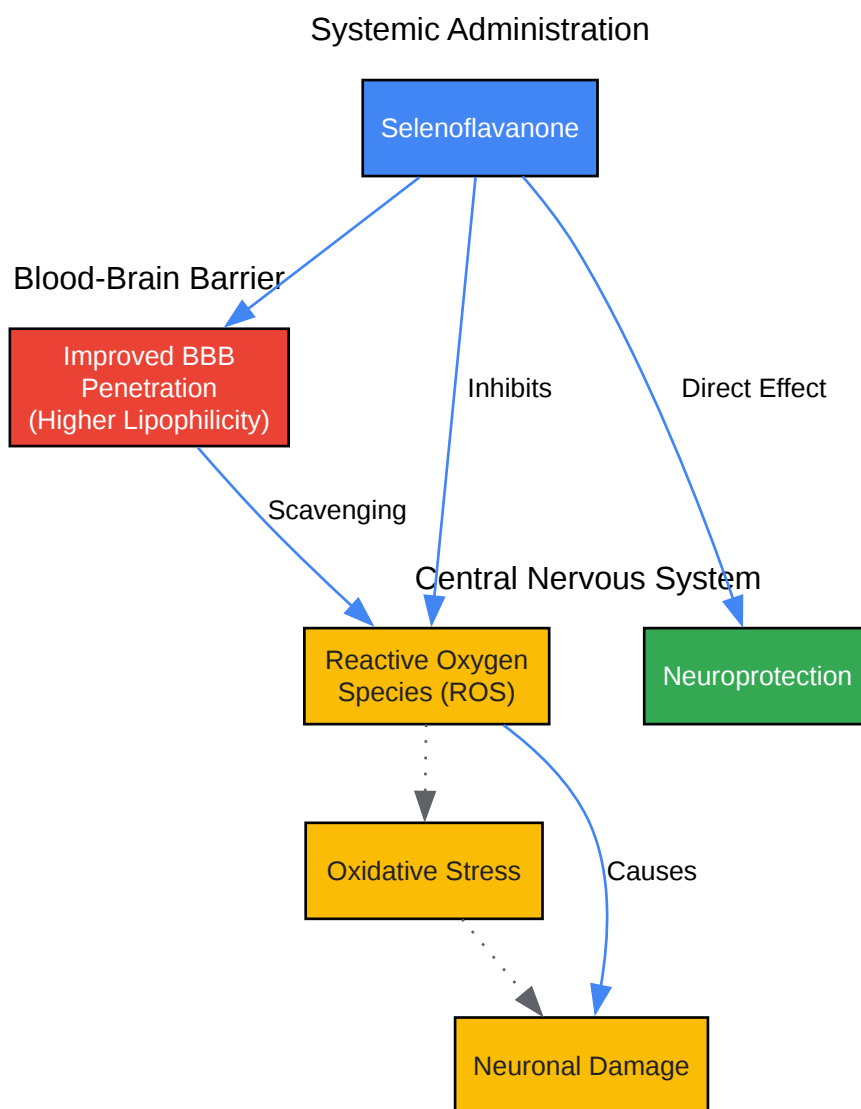 Systemic Administration
Selenoflavanone
Blood-Brain Barrier
Improved BBB
Penetration
(Higher Lipophilicity)
Inhibits
Direct Effect
Scavenging
Central Nervous System
Reactive Oxygen
Species (ROS)
Neuroprotection
Oxidative Stress
Causes
Neuronal Damage